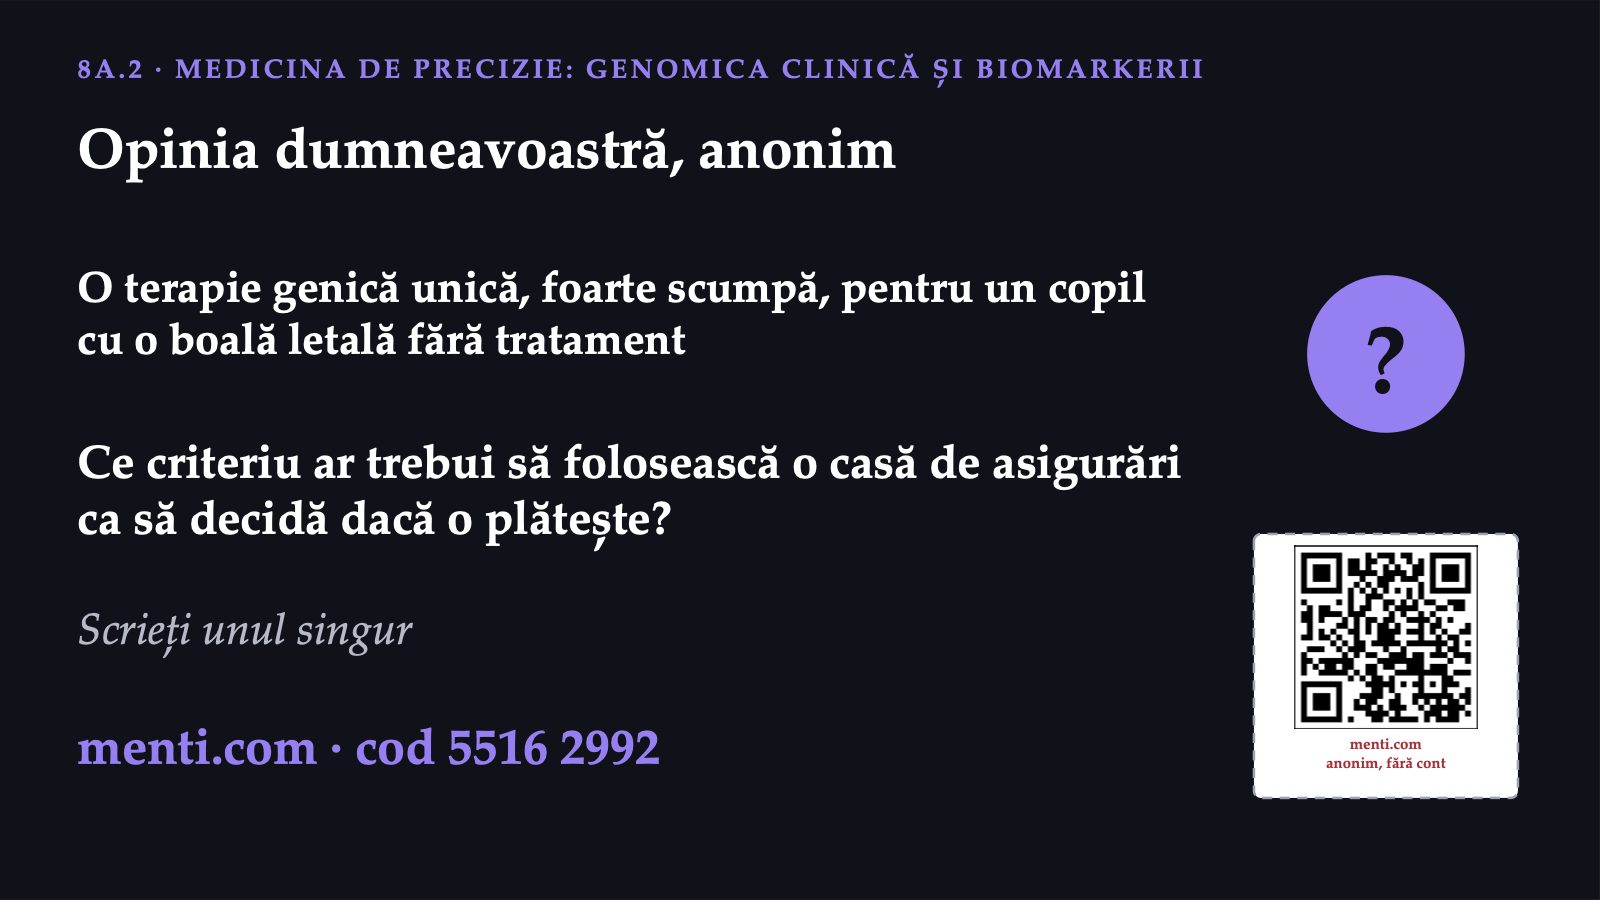 8A.2 · MEDICINA DE PRECIZIE: GENOMICA CLINICĂ ȘI BIOMARKERII
Opinia dumneavoastră, anonim
O terapie genică unică, foarte scumpă, pentru un copil
cu o boală letală fără tratament
?
Ce criteriu ar trebui să folosească o casă de asigurări
ca să decidă dacă o plătește?
Scrieți unul singur
menti.com · cod 5516 2992
menti.com
anonim, fără cont